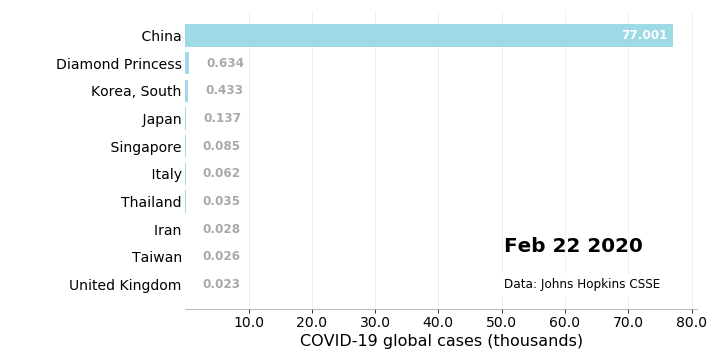 China 77.001
Diamond Princess 0.634
Korea, South 0.433
Japan 0.137
Singapore 0.085
Italy 0.062
Thailand 0.035
Iran 0.028
Taiwan 0.026
United Kingdom 0.023
Feb 22 2020
Data: Johns Hopkins CSSE
10.0 20.0 30.0 40.0 50.0 60.0 70.0 80.0
COVID-19 global cases (thousands)